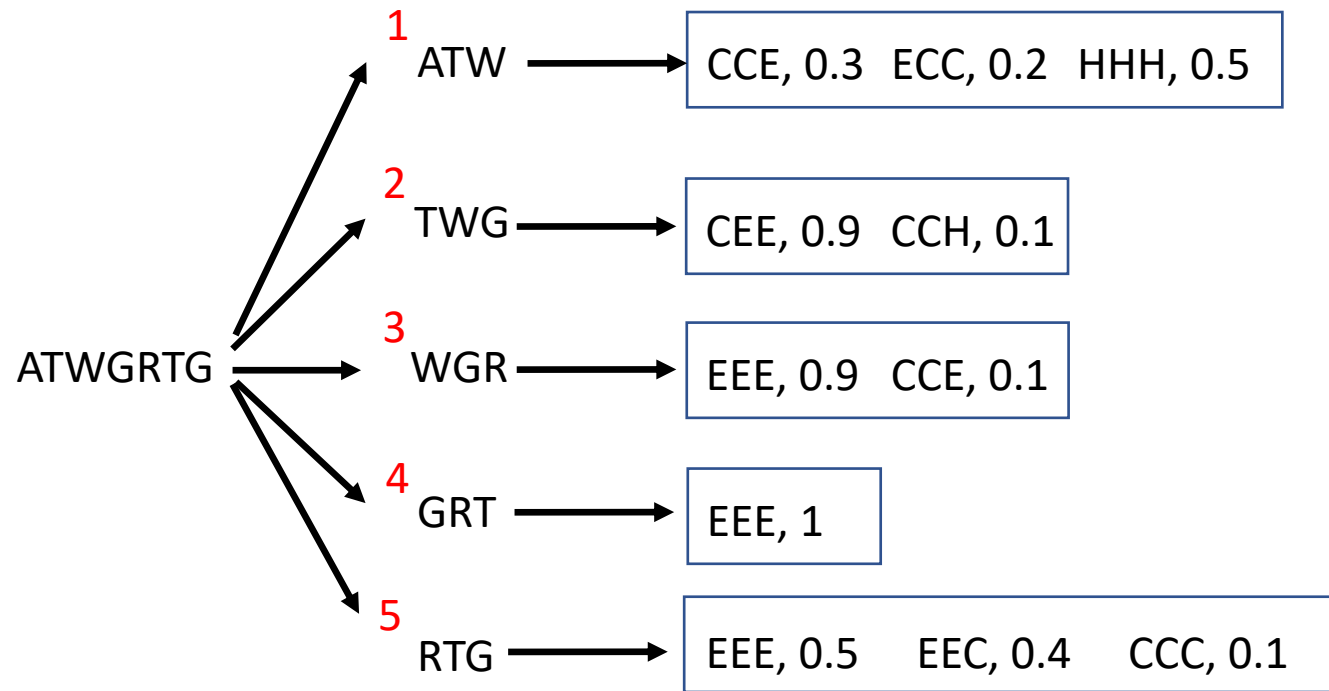 1
ATW
CCE, 0.3 ECC, 0.2 HHH, 0.5
2
TWG
CEE, 0.9 CCH, 0.1
ATWGRTG
3
WGR
EEE, 0.9 CCE, 0.1
4
GRT
EEE, 1
5
RTG
EEE, 0.5 EEC, 0.4 CCC, 0.1